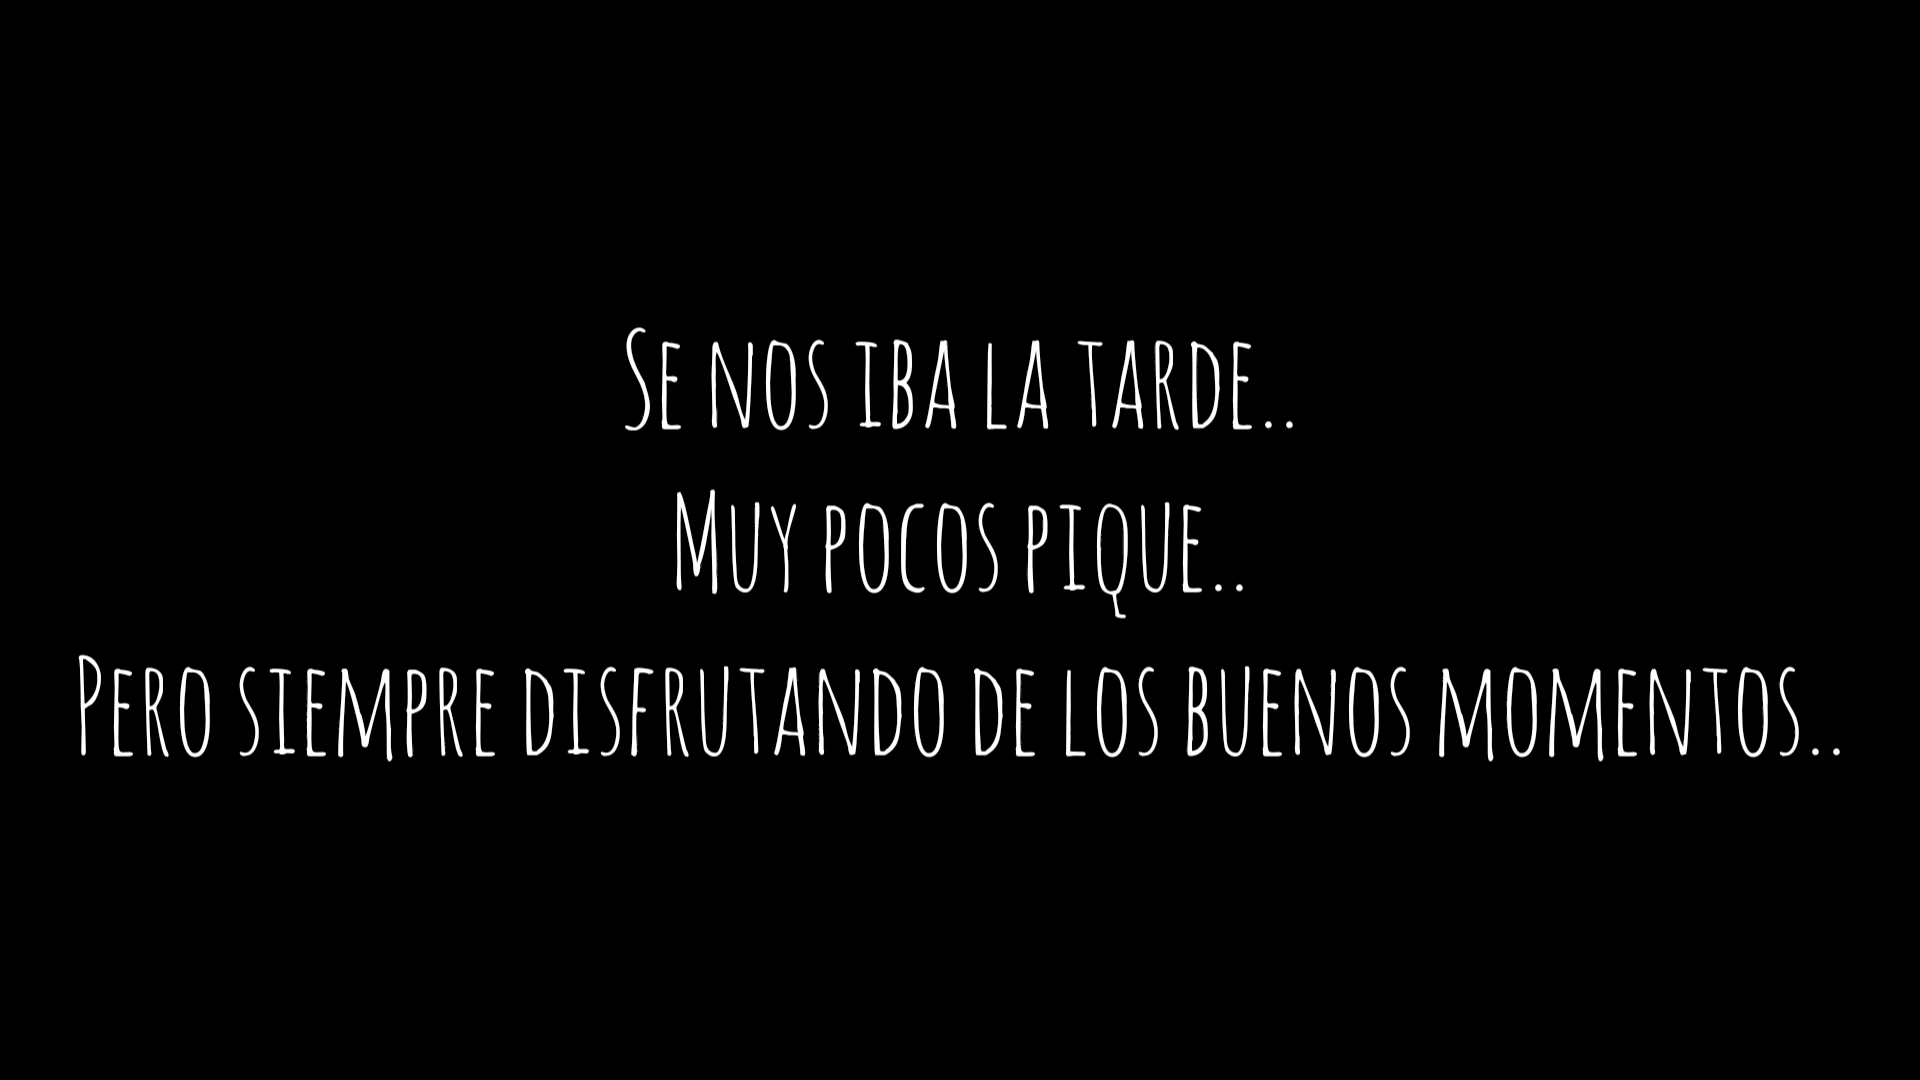 Se nos iba la tarde..
Muy pocos pique..
Pero siempre disfrutando de los buenos momentos..